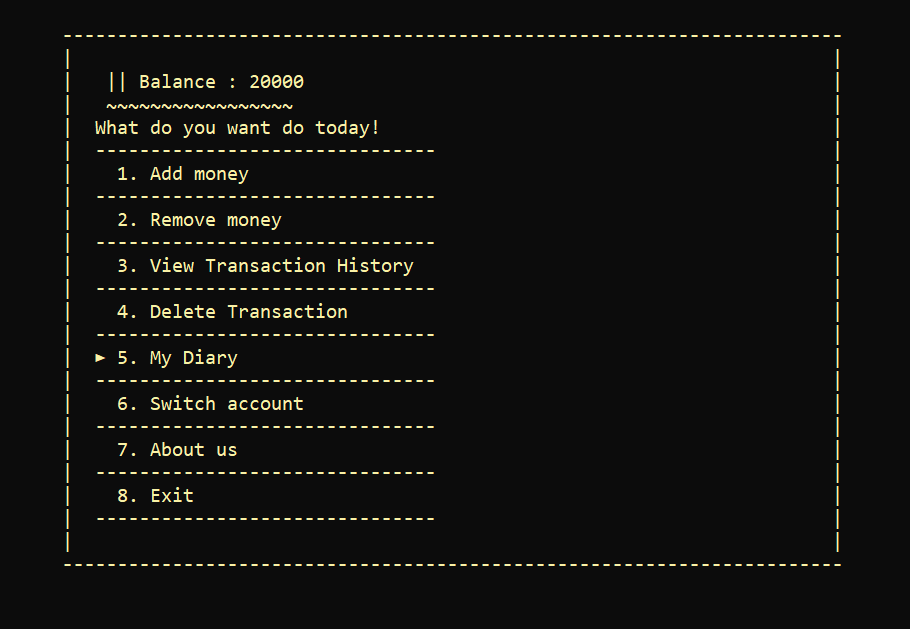 || Balance : 20000
~~~~~~~~~~~~~~~~~
What do you want do today!
1. Add money
2. Remove money
3. View Transaction History
4. Delete Transaction
► 5. My Diary
6. Switch account
7. About us
8. Exit